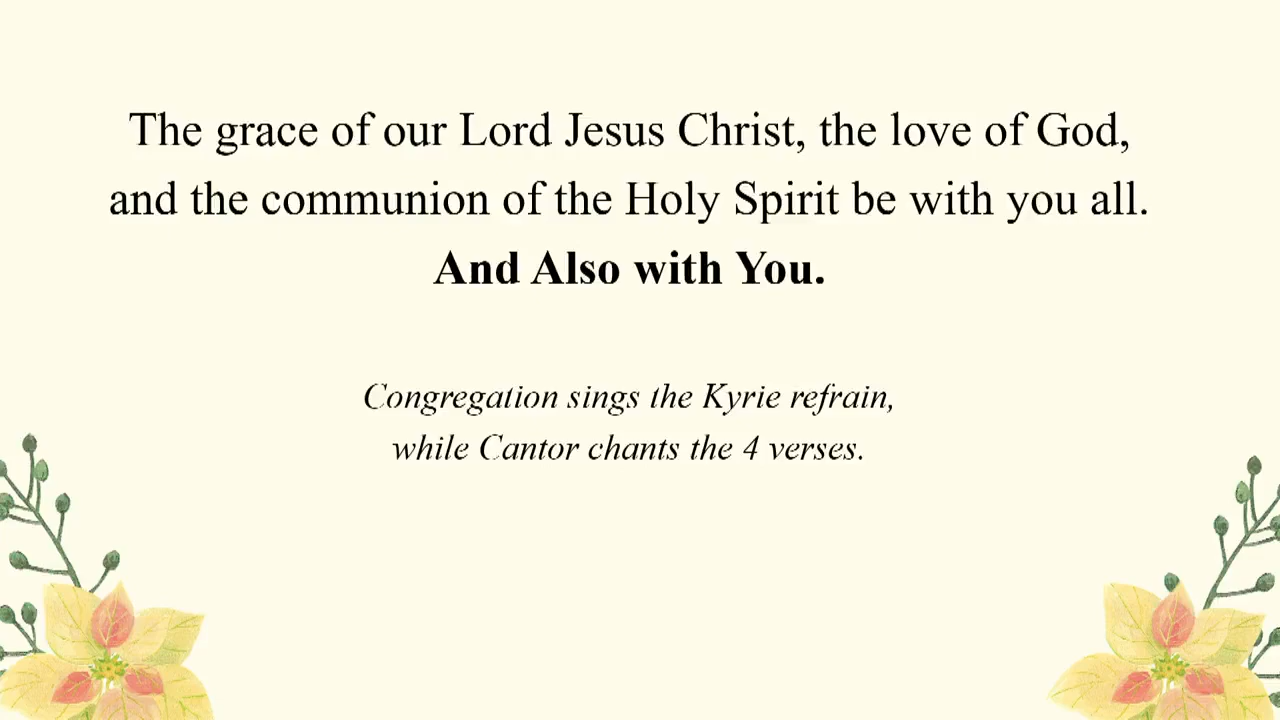 The grace of our Lord Jesus Christ, the love of God,
and the communion of the Holy Spirit be with you all.
And Also with You.
Congregation sings the Kyrie refrain,
while Cantor chants the 4 verses.